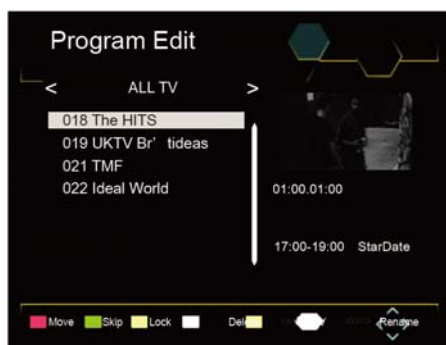 Program Edit
< ALL TV >
018 The HITS
019 UKTV Br' tideas
021 TMF
022 Ideal World
01:00.01:00
17:00-19:00 StarDate
Move Skip Lock Rename